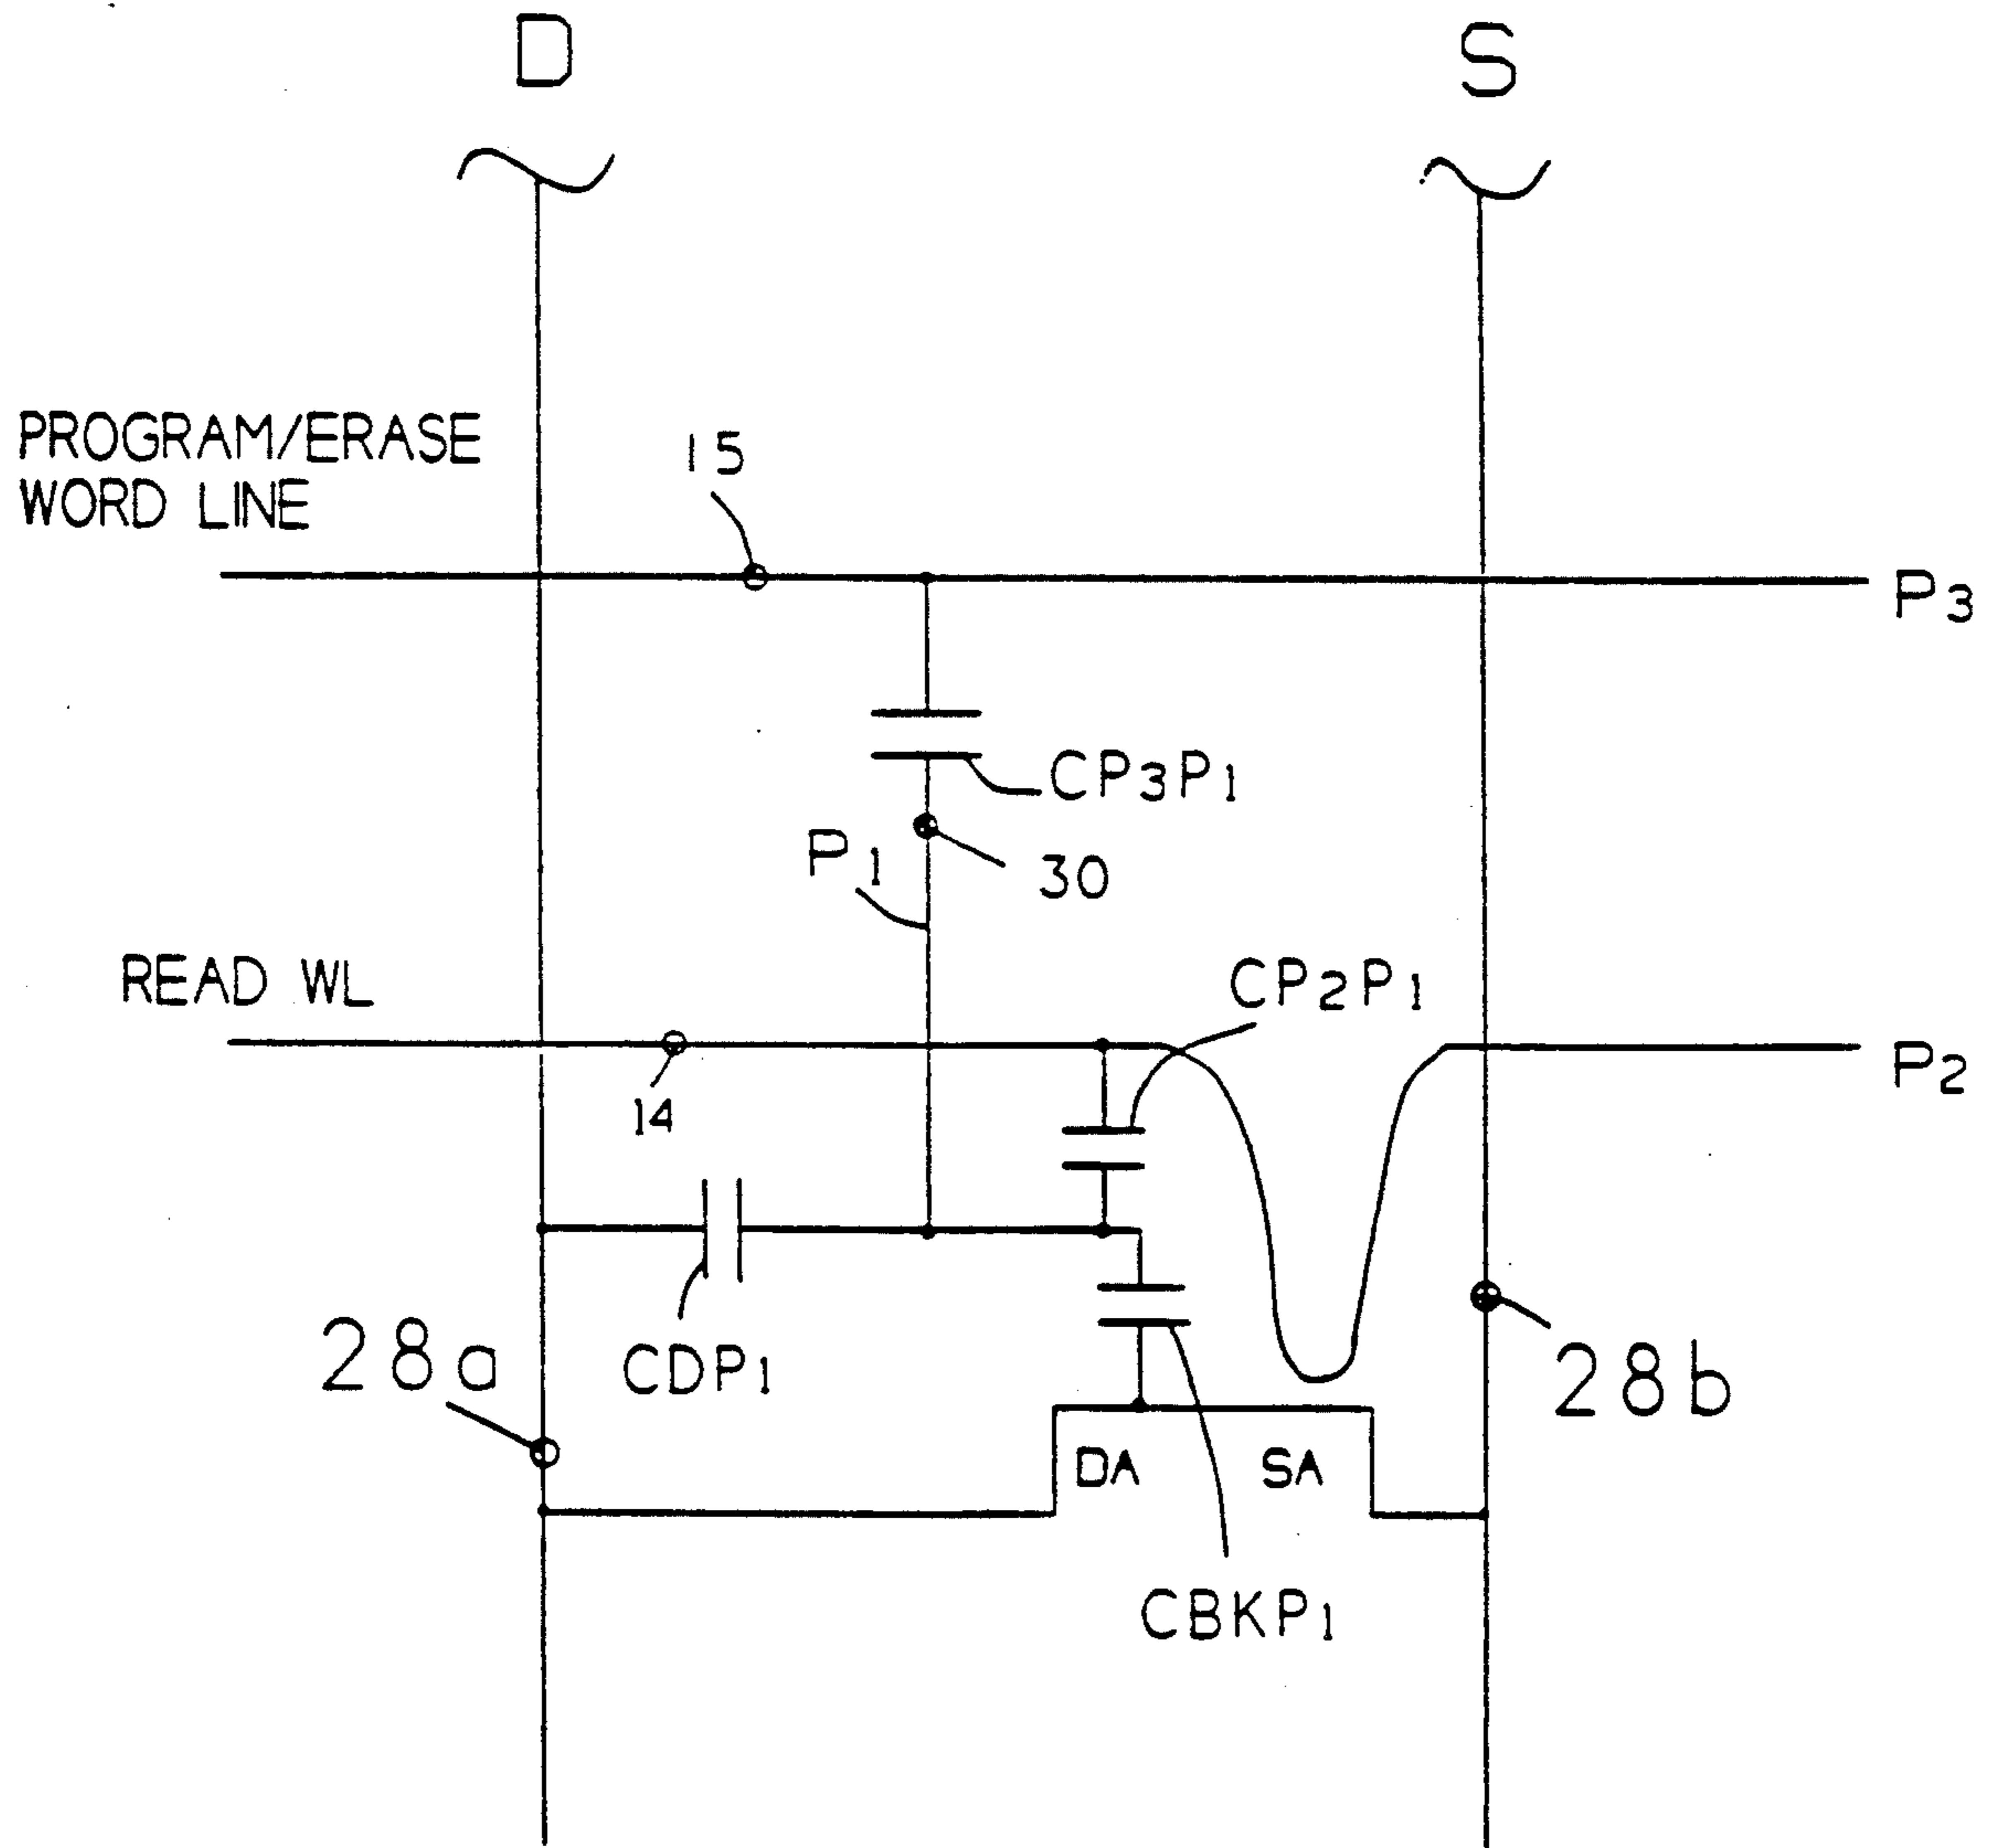 D
S
PROGRAM/ERASE
WORD LINE
15
P3
CP3P1
P1
30
READ WL
CP2P1
P2
14
28a
CDP1
28b
DA
SA
CBKP1